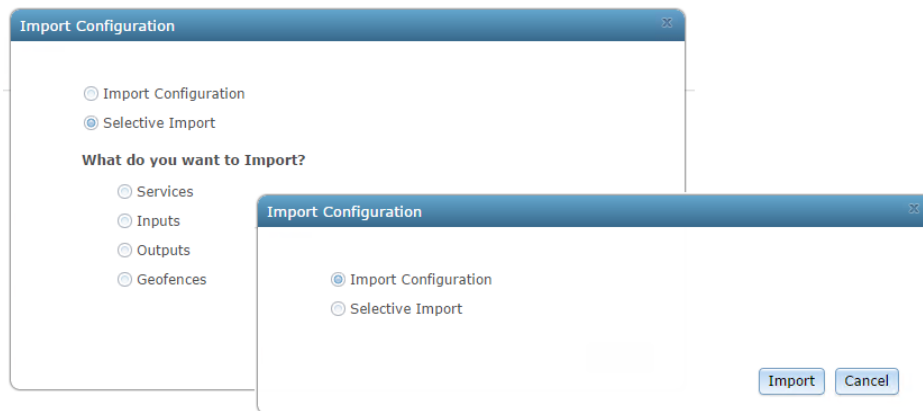 Import Configuration
Import Configuration
Selective Import
What do you want to Import?
Services
Inputs
Outputs
Geofences
Import Configuration
Import Configuration
Selective Import
Import Cancel